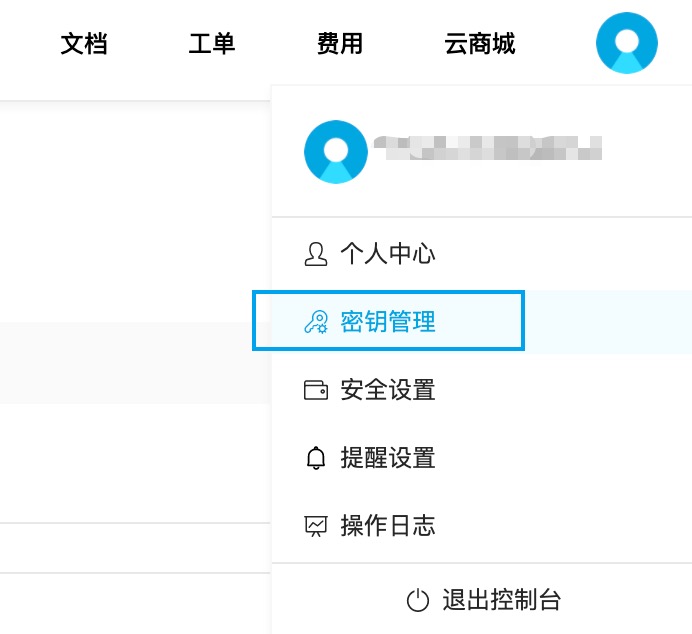 文档 工单 费用 云商城
个人中心
密钥管理
安全设置
提醒设置
操作日志
退出控制台